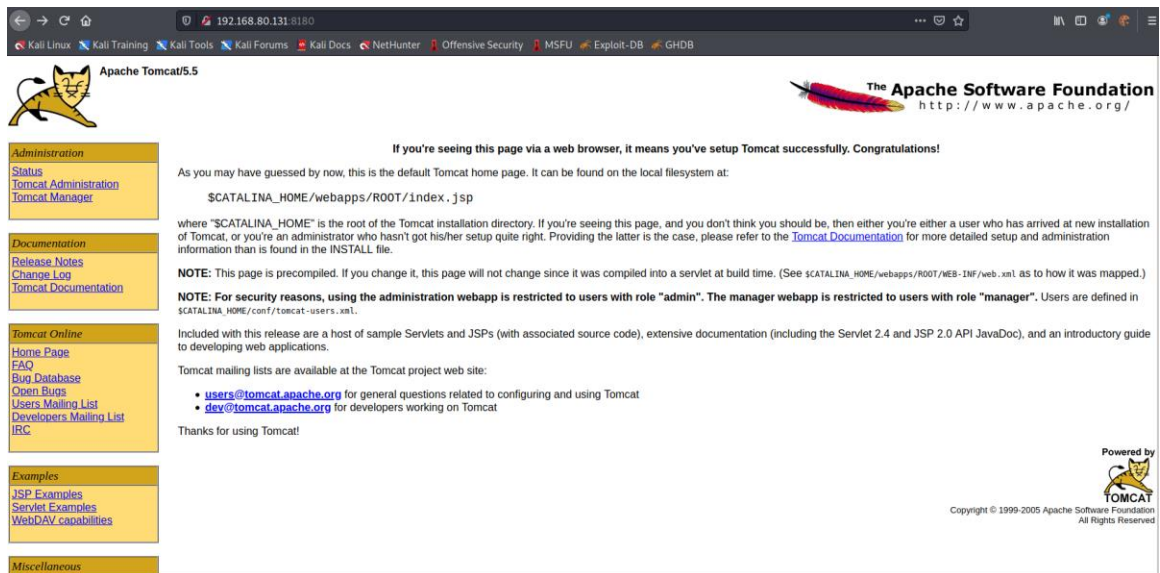 192.168.80.131:8180
Kali Linux Kali Training Kali Tools Kali Forums Kali Docs NetHunter Offensive Security MSFU Exploit-DB GHDB
Apache Tomcat/5.5
The Apache Software Foundation
http://www.apache.org/
Administration
Status
Tomcat Administration
Tomcat Manager
Documentation
Release Notes
Change Log
Tomcat Documentation
Tomcat Online
Home Page
FAQ
Bug Database
Open Bugs
Users Mailing List
Developers Mailing List
IRC
Examples
JSP Examples
Servlet Examples
WebDAV capabilities
Miscellaneous
If you're seeing this page via a web browser, it means you've setup Tomcat successfully. Congratulations!
As you may have guessed by now, this is the default Tomcat home page. It can be found on the local filesystem at:
$CATALINA_HOME/webapps/ROOT/index.jsp
where "$CATALINA_HOME" is the root of the Tomcat installation directory. If you're seeing this page, and you don't think you should be, then either you're either a user who has arrived at new installation
of Tomcat, or you're an administrator who hasn't got his/her setup quite right. Providing the latter is the case, please refer to the Tomcat Documentation for more detailed setup and administration
information than is found in the INSTALL file.
NOTE: This page is precompiled. If you change it, this page will not change since it was compiled into a servlet at build time. (See $CATALINA_HOME/webapps/ROOT/WEB-INF/web.xml as to how it was mapped.)
NOTE: For security reasons, using the administration webapp is restricted to users with role "admin". The manager webapp is restricted to users with role "manager". Users are defined in
$CATALINA_HOME/conf/tomcat-users.xml.
Included with this release are a host of sample Servlets and JSPs (with associated source code), extensive documentation (including the Servlet 2.4 and JSP 2.0 API JavaDoc), and an introductory guide
to developing web applications.
Tomcat mailing lists are available at the Tomcat project web site:
• users@tomcat.apache.org for general questions related to configuring and using Tomcat
• dev@tomcat.apache.org for developers working on Tomcat
Thanks for using Tomcat!
Powered by
TOMCAT
Copyright © 1999-2005 Apache Software Foundation
All Rights Reserved